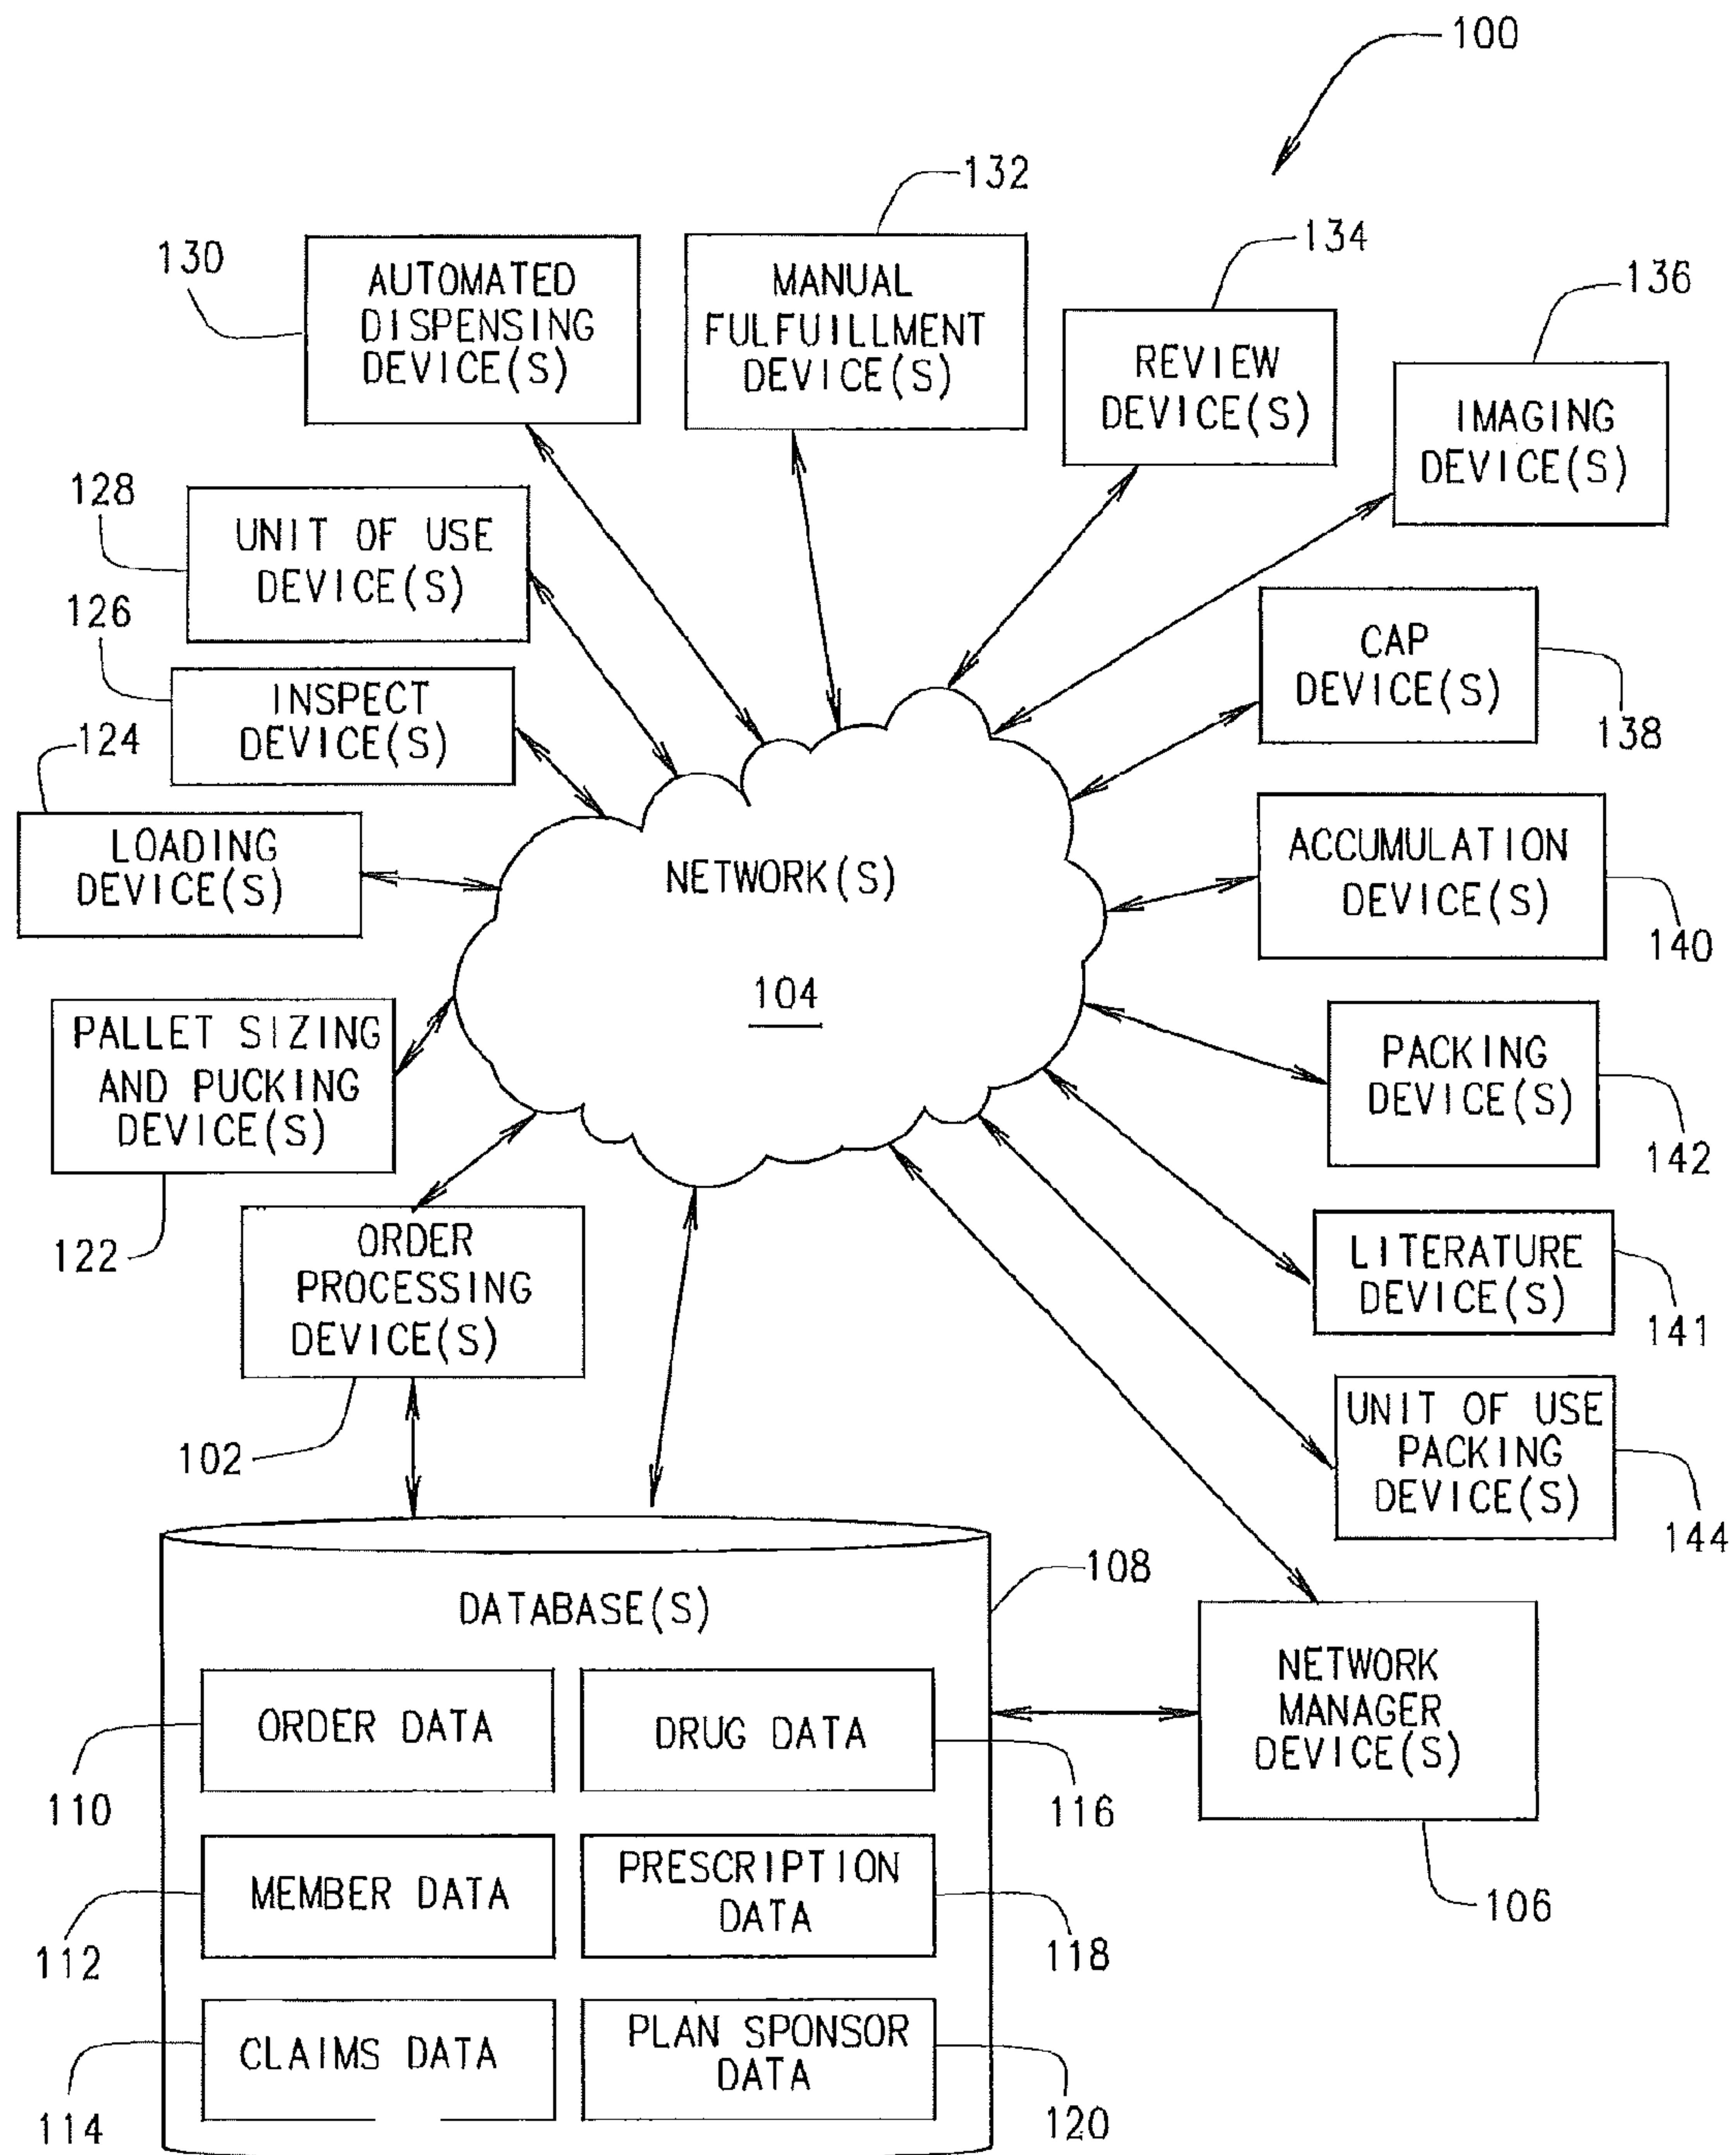 100
132
130
AUTOMATED
DISPENSING
DEVICE(S)
MANUAL
FULFUILLMENT
DEVICE(S)
134
REVIEW
DEVICE(S)
136
IMAGING
DEVICE(S)
128
UNIT OF USE
DEVICE(S)
126
INSPECT
DEVICE(S)
CAP
DEVICE(S)
138
124
LOADING
DEVICE(S)
NETWORK(S)
104
ACCUMULATION
DEVICE(S)
140
PALLET SIZING
AND PUCKING
DEVICE(S)
122
PACKING
DEVICE(S)
142
ORDER
PROCESSING
DEVICE(S)
102
LITERATURE
DEVICE(S)
141
UNIT OF USE
PACKING
DEVICE(S)
144
108
DATABASE(S)
ORDER DATA
110
DRUG DATA
116
NETWORK
MANAGER
DEVICE(S)
106
MEMBER DATA
112
PRESCRIPTION
DATA
118
CLAIMS DATA
114
PLAN SPONSOR
DATA
120